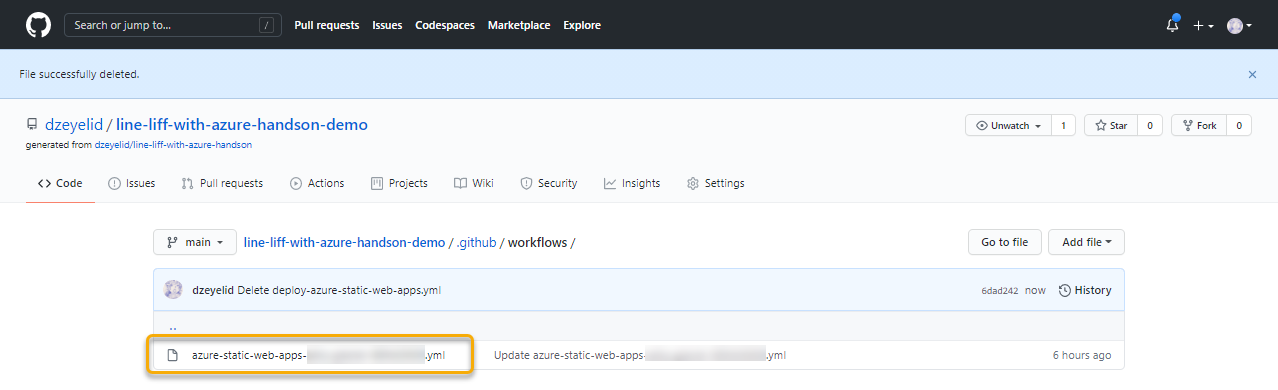 Search or jump to... /
Pull requests Issues Codespaces Marketplace Explore
File successfully deleted.
dzeyelid / line-liff-with-azure-handson-demo
Unwatch 1 Star 0 Fork 0
generated from dzeyelid/line-liff-with-azure-handson
Code Issues Pull requests Actions Projects Wiki Security Insights Settings
main line-liff-with-azure-handson-demo / .github / workflows / Go to file Add file
dzeyelid Delete deploy-azure-static-web-apps.yml 6dad242 now History
..
azure-static-web-apps- .yml Update azure-static-web-apps- .yml 6 hours ago